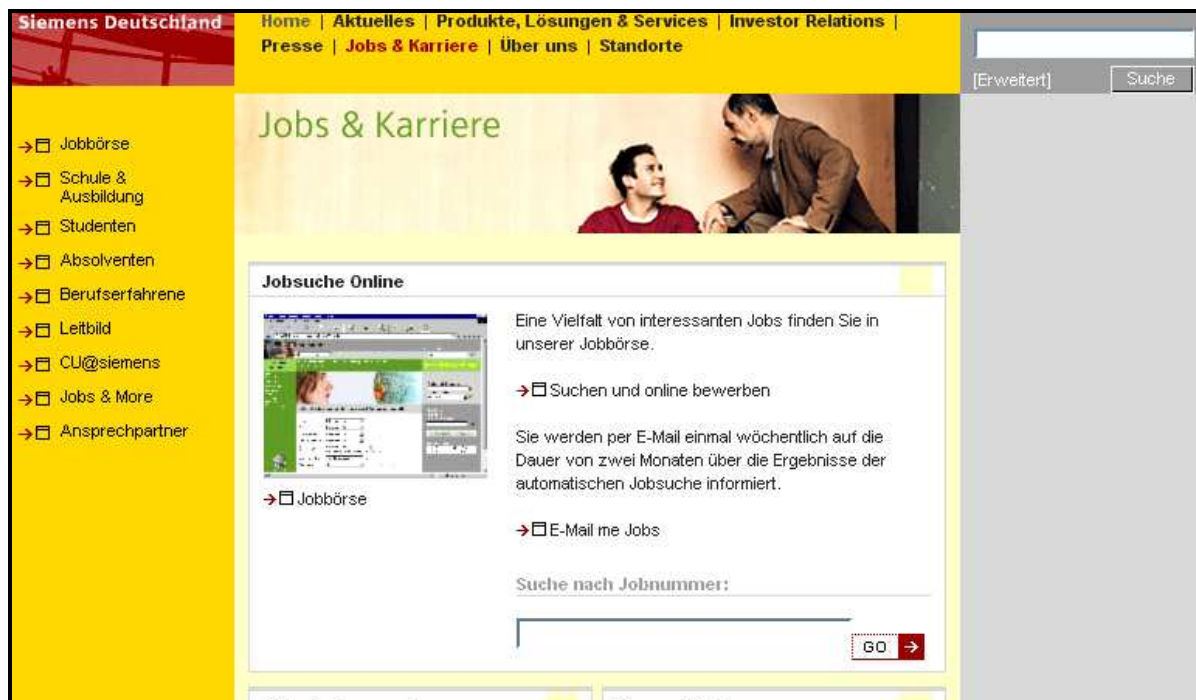 Siemens Deutschland
Home | Aktuelles | Produkte, Lösungen & Services | Investor Relations |
Presse | Jobs & Karriere | Über uns | Standorte
[Erweitert]
Suche
Jobbörse
Schule &
Ausbildung
Studenten
Absolventen
Berufserfahrene
Leitbild
CU@siemens
Jobs & More
Ansprechpartner
Jobs & Karriere
Jobsuche Online
Eine Vielfalt von interessanten Jobs finden Sie in
unserer Jobbörse.
Suchen und online bewerben
Sie werden per E-Mail einmal wöchentlich auf die
Dauer von zwei Monaten über die Ergebnisse der
automatischen Jobsuche informiert.
Jobbörse
E-Mail me Jobs
Suche nach Jobnummer:
GO